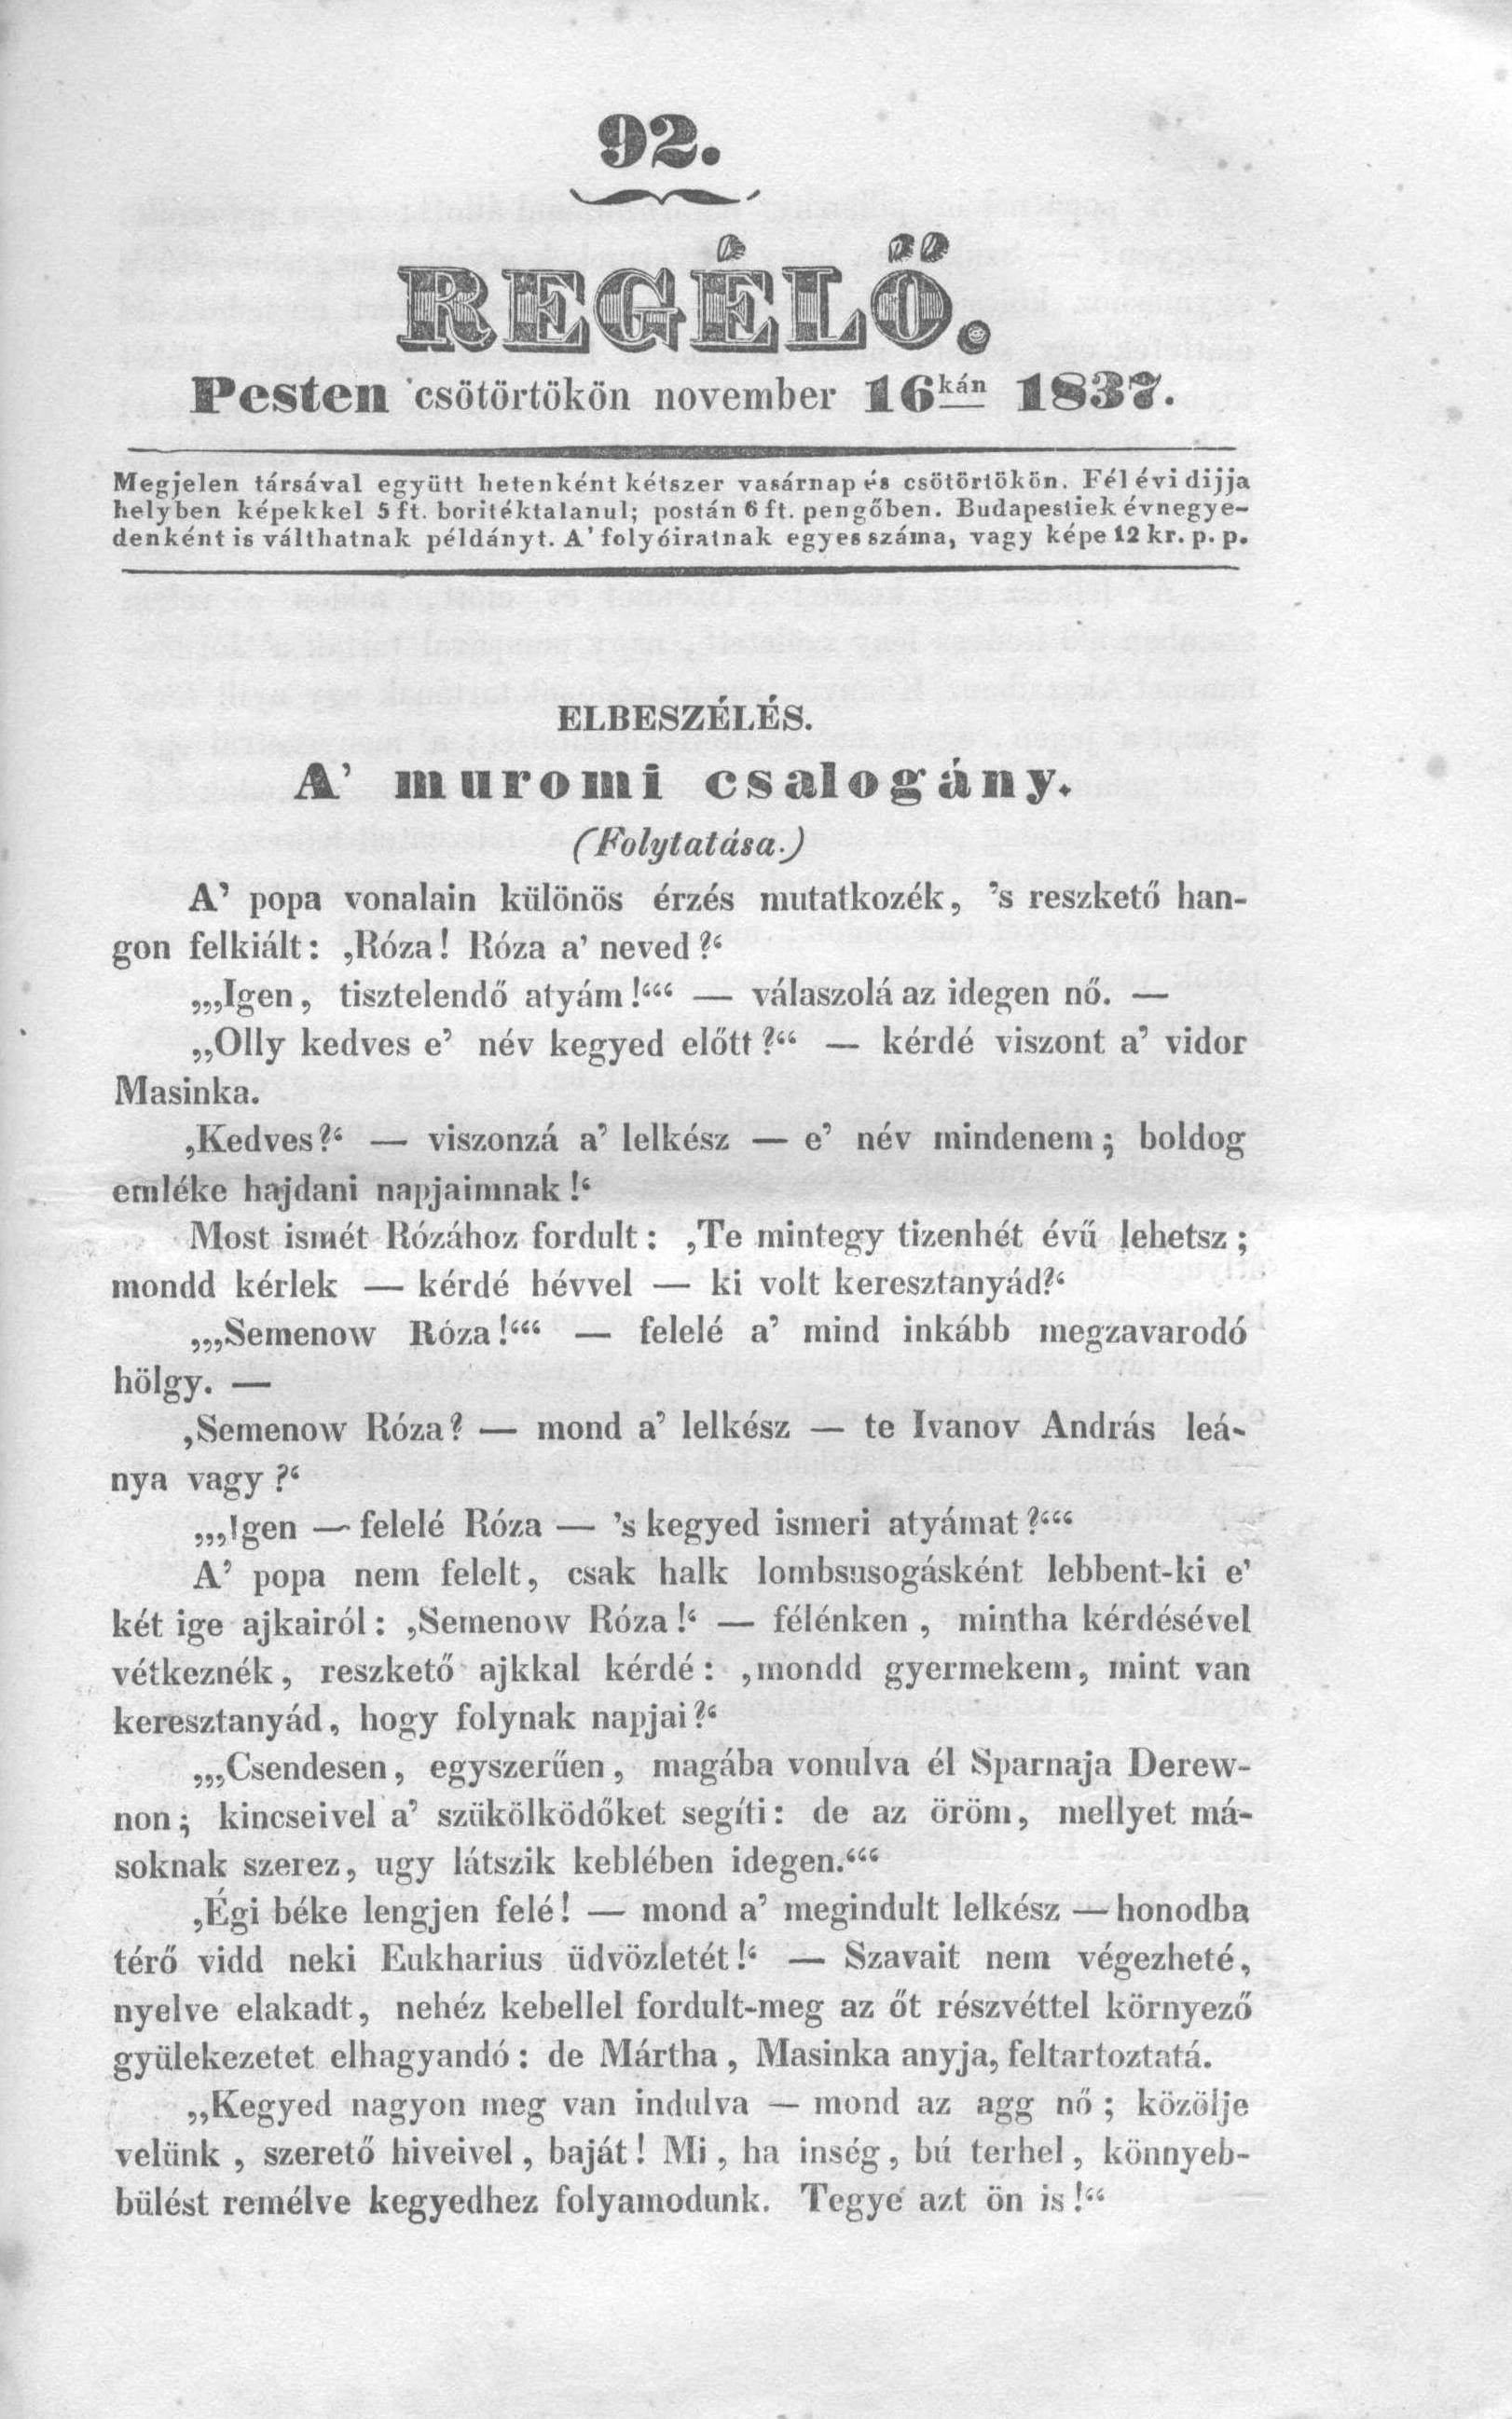 92.
REGÉLŐ.
Pesten csötörtökön november 16kán 1837.
Megjelen társával együtt hetenként kétszer vasárnap és csötörtökön. Fél évi dijja
helyben képekkel 5 ft. boritéktalanul; postán 6 ft. pengőben. Budapestiek évnegye-
denként is válthatnak példányt. A' folyóiratnak egyes száma, vagy képe 12 kr. p. p.
ELBESZÉLÉS.
A' muromi csalogány.
(Folytatása.)
A' popa vonalain különös érzés mutatkozék, 's reszkető han-
gon felkiált: ‚Róza! Róza a' neved?‘
„‚Igen, tisztelendő atyám!‘“ — válaszolá az idegen nő. —
„Olly kedves e' név kegyed előtt?“ — kérdé viszont a' vidor
Masinka.
‚Kedves?‘ — viszonzá a' lelkész — e' név mindenem; boldog
emléke hajdani napjaimnak!‘
Most ismét Rózához fordult: ‚Te mintegy tizenhét évű lehetsz;
mondd kérlek — kérdé hévvel — ki volt keresztanyád?‘
„‚Semenow Róza!‘“ — felelé a' mind inkább megzavarodó
hölgy. —
‚Semenow Róza? — mond a' lelkész — te Ivanov András leá-
nya vagy?‘
„‚Igen — felelé Róza — 's kegyed ismeri atyámat?‘“
A' popa nem felelt, csak halk lombsusogásként lebbent-ki e'
két ige ajkairól: ‚Semenow Róza!‘ — félénken, mintha kérdésével
vétkeznék, reszkető ajkkal kérdé: ‚mondd gyermekem, mint van
keresztanyád, hogy folynak napjai?‘
„‚Csendesen, egyszerűen, magába vonulva él Sparnaja Derew-
non; kincseivel a' szükölködőket segíti: de az öröm, mellyet má-
soknak szerez, ugy látszik keblében idegen.‘“
‚Égi béke lengjen felé! — mond a' megindult lelkész — honodba
térő vidd neki Eukharius üdvözletét!‘ — Szavait nem végezheté,
nyelve elakadt, nehéz kebellel fordult-meg az őt részvéttel környező
gyülekezetet elhagyandó: de Mártha, Masinka anyja, feltartoztatá.
„Kegyed nagyon meg van indulva — mond az agg nő; közölje
velünk, szerető hiveivel, baját! Mi, ha inség, bú terhel, könnyeb-
bülést remélve kegyedhez folyamodunk. Tegye azt ön is!“